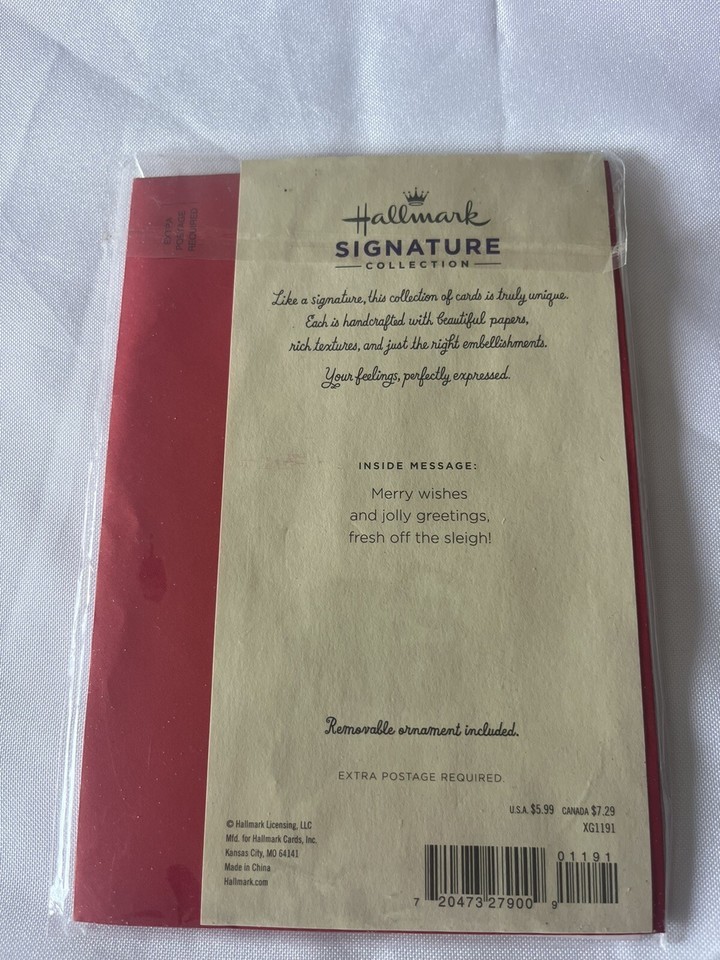 EXTRA
POSTAGE
REQUIRED
Hallmark
SIGNATURE
COLLECTION
Like a signature, this collection of cards is truly unique.
Each is handcrafted with beautiful papers,
rich textures, and just the right embellishments.
Your feelings, perfectly expressed.
INSIDE MESSAGE:
Merry wishes
and jolly greetings,
fresh off the sleigh!
Removable ornament included.
EXTRA POSTAGE REQUIRED.
U.S.A. $5.99 CANADA $7.29
XG1191
© Hallmark Licensing, LLC
Mfd. for Hallmark Cards, Inc.
Kansas City, MO 64141
Made in China
Hallmark.com
01191
7 20473 27900 9